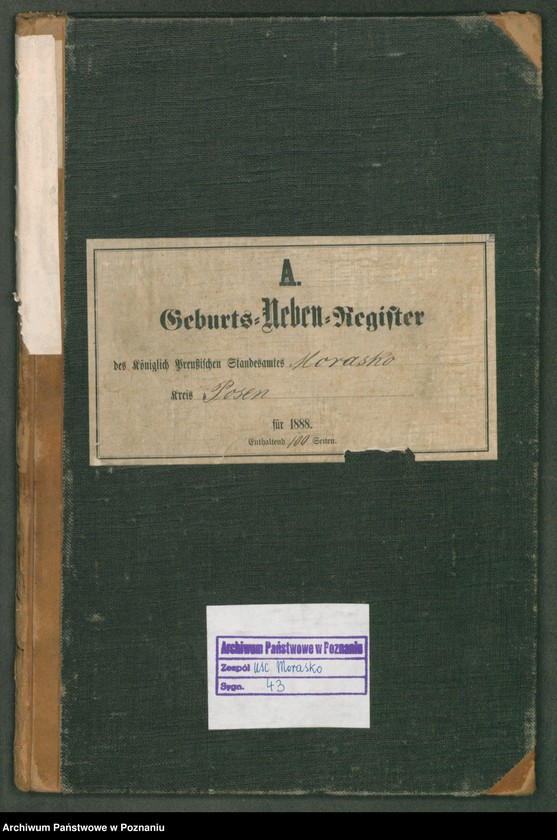 A.
Geburts-Neben-Register
des Königlich Preußischen Standesamtes Morasko
Kreis Posen
für 1888.
Enthaltend 100 Seiten.
Archiwum Państwowe w Poznaniu
Zespół USC Morasko
Sygn. 43
Archiwum Państwowe w Poznaniu